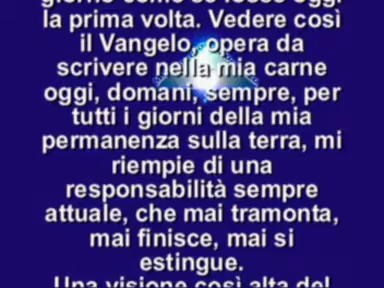 giorno come se fosse oggi
la prima volta. Vedere così
il Vangelo, opera da
scrivere nella mia carne
oggi, domani, sempre, per
tutti i giorni della mia
permanenza sulla terra, mi
riempie di una
responsabilità sempre
attuale, che mai tramonta,
mai finisce, mai si
estingue.
Una visione così alta del